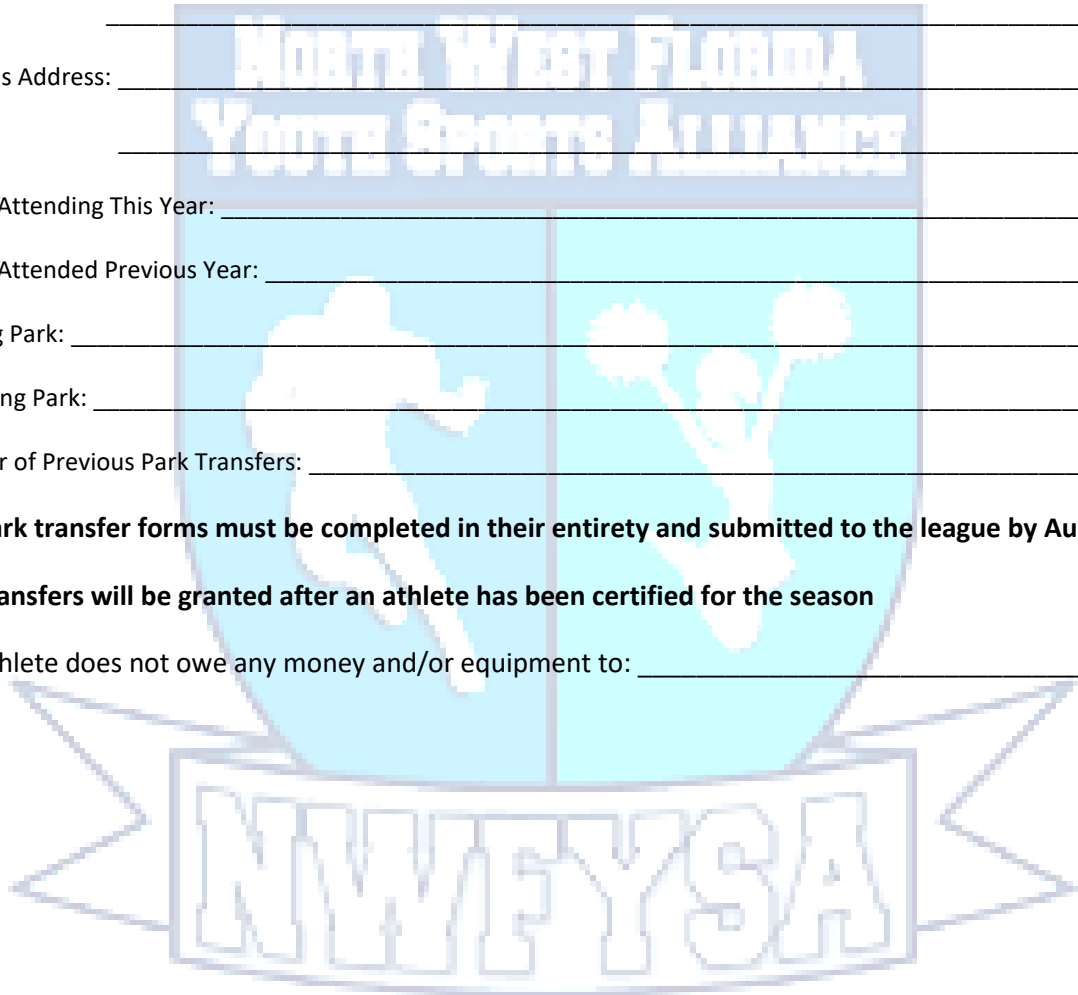 NORTH WEST FLORIDA
s Address:
YOUTH SPORTS ALLIANCE
Attending This Year:
Attended Previous Year:
g Park:
ng Park:
r of Previous Park Transfers:
ark transfer forms must be completed in their entirety and submitted to the league by Au
ansfers will be granted after an athlete has been certified for the season
hlete does not owe any money and/or equipment to:
NWFYSA